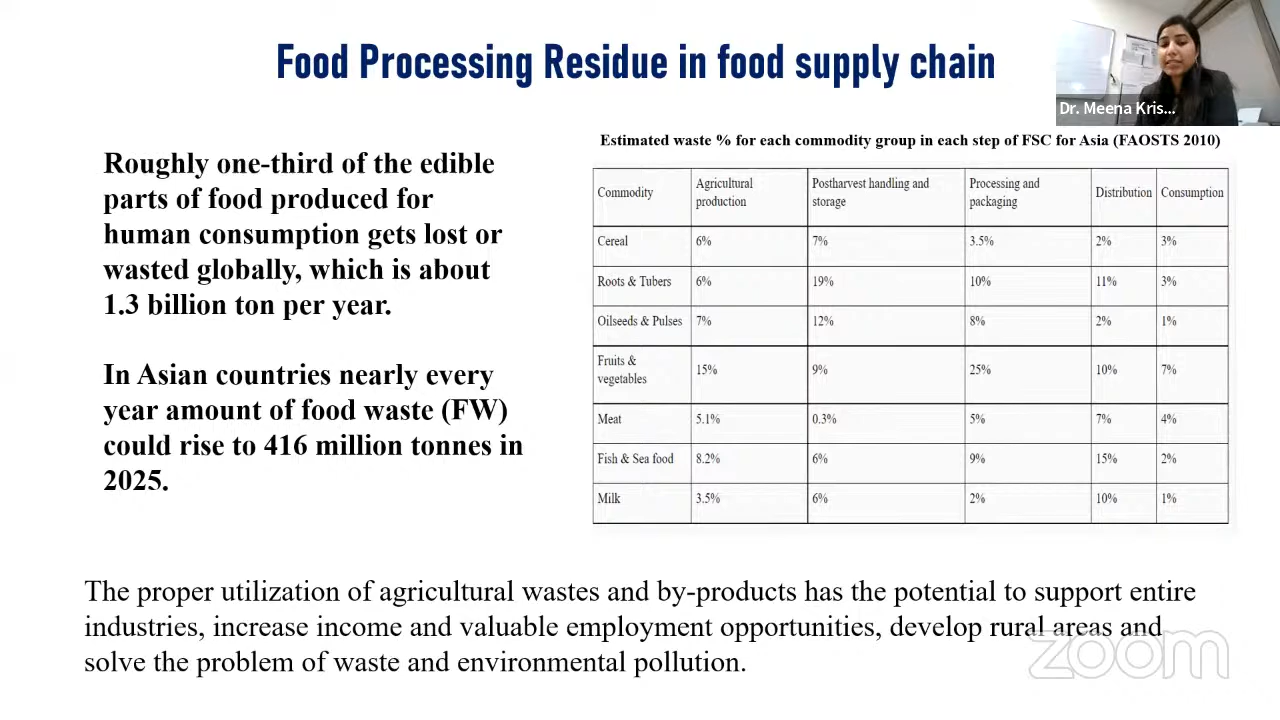 Food Processing Residue in food supply chain
Dr. Meena Kris...
Roughly one-third of the edible
parts of food produced for
human consumption gets lost or
wasted globally, which is about
1.3 billion ton per year.
In Asian countries nearly every
year amount of food waste (FW)
could rise to 416 million tonnes in
2025.
Estimated waste % for each commodity group in each step of FSC for Asia (FAOSTS 2010)
Commodity Agricultural production Postharvest handling and storage Processing and packaging Distribution Consumption
Cereal 6% 7% 3.5% 2% 3%
Roots & Tubers 6% 19% 10% 11% 3%
Oilseeds & Pulses 7% 12% 8% 2% 1%
Fruits & vegetables 15% 9% 25% 10% 7%
Meat 5.1% 0.3% 5% 7% 4%
Fish & Sea food 8.2% 6% 9% 15% 2%
Milk 3.5% 6% 2% 10% 1%
The proper utilization of agricultural wastes and by-products has the potential to support entire
industries, increase income and valuable employment opportunities, develop rural areas and
solve the problem of waste and environmental pollution.
zoom